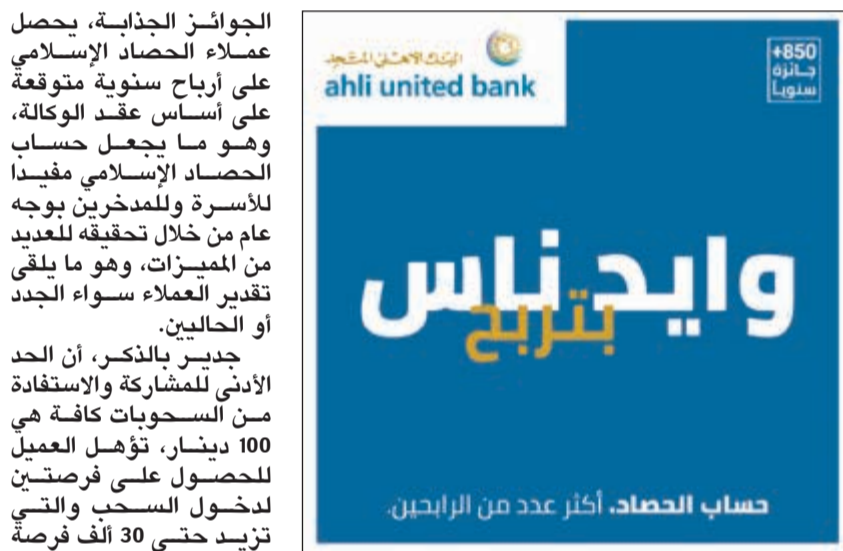 الجوائز الجذابة، يحصل
عملاء الحصاد الإسلامي
على أرباح سنوية متوقعة
على أساس عقد الوكالة،
وهو ما يجعل حساب
الحصاد الإسلامي مفيدا
للأسرة وللمدخرين بوجه
عام من خلال تحقيقه للعديد
من المميزات، وهو ما يلقى
تقدير العملاء سواء الجدد
أو الحاليين.
جدير بالذكر، أن الحد
الأدنى للمشاركة والاستفادة
من السحوبات كافة هي
100 دينار، تؤهل العميل
للحصول على فرصتين
لدخول السحب والتي
تزيد حتى 30 ألف فرصة
البنك الأهلي المتحد
ahli united bank
+850
جائزة
سنوياً
وايد ناس
بتربح
حساب الحصاد، أكثر عدد من الرابحين.